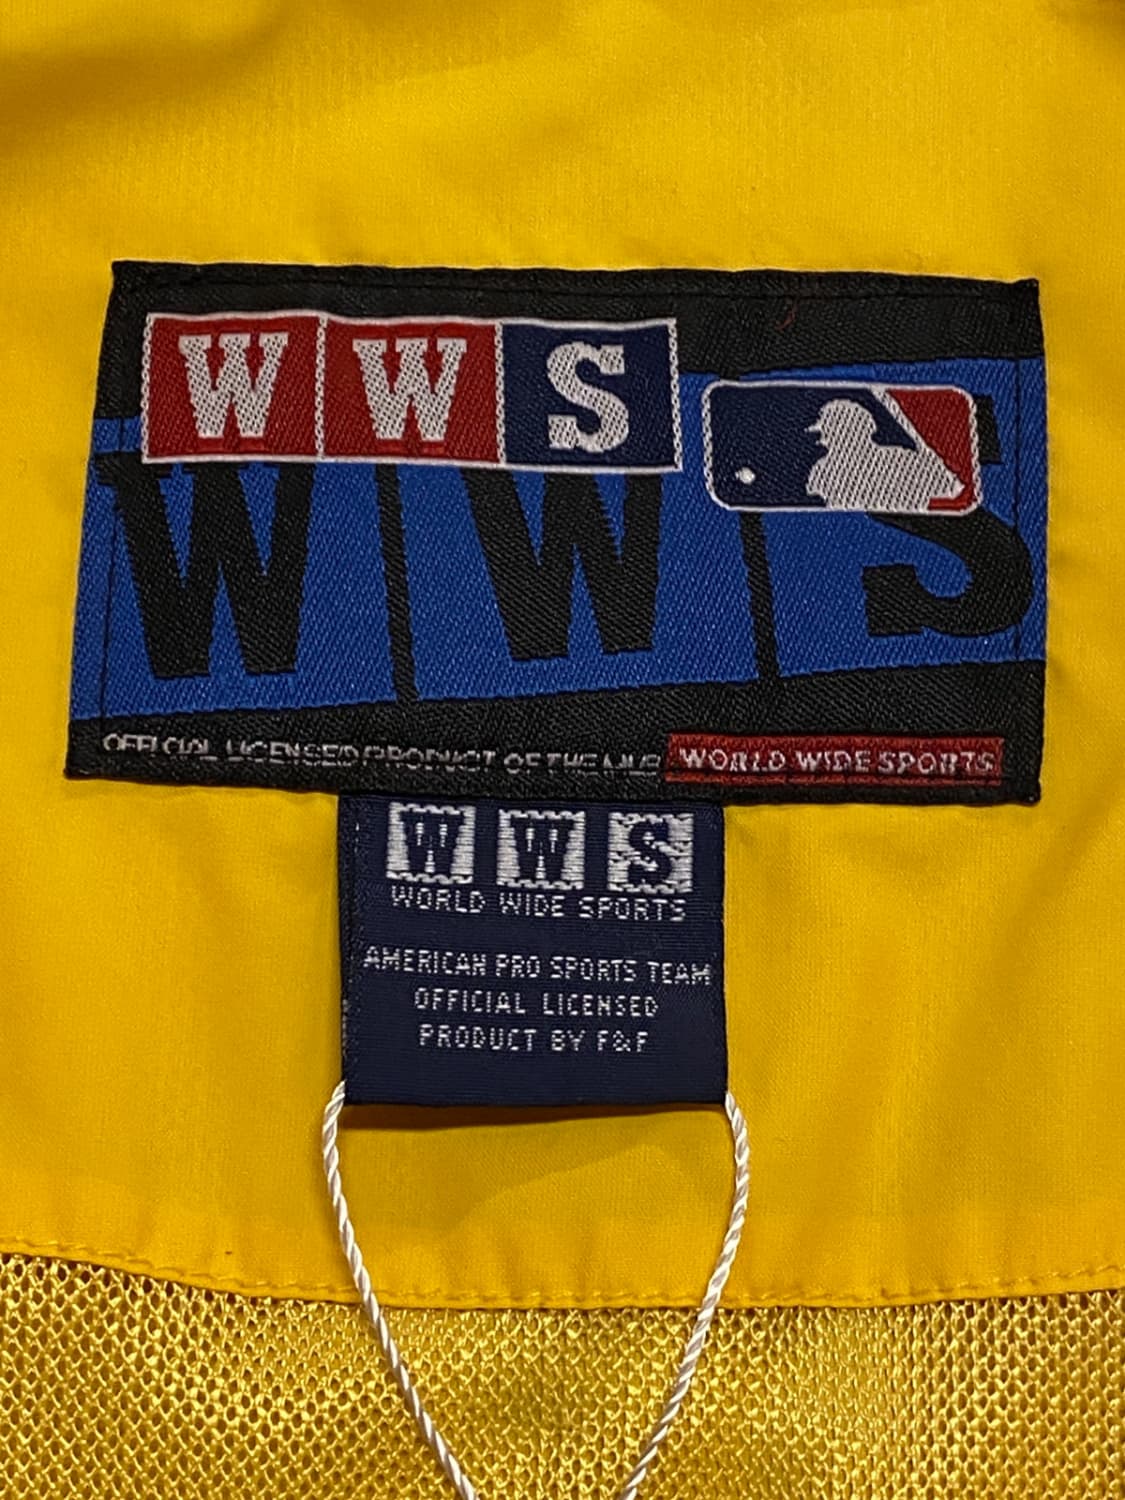 WWS
WWS
OFFICIAL LICENSED PRODUCT OF THE MLB WORLD WIDE SPORTS
W W S
WORLD WIDE SPORTS
AMERICAN PRO SPORTS TEAM
OFFICIAL LICENSED
PRODUCT BY F&F